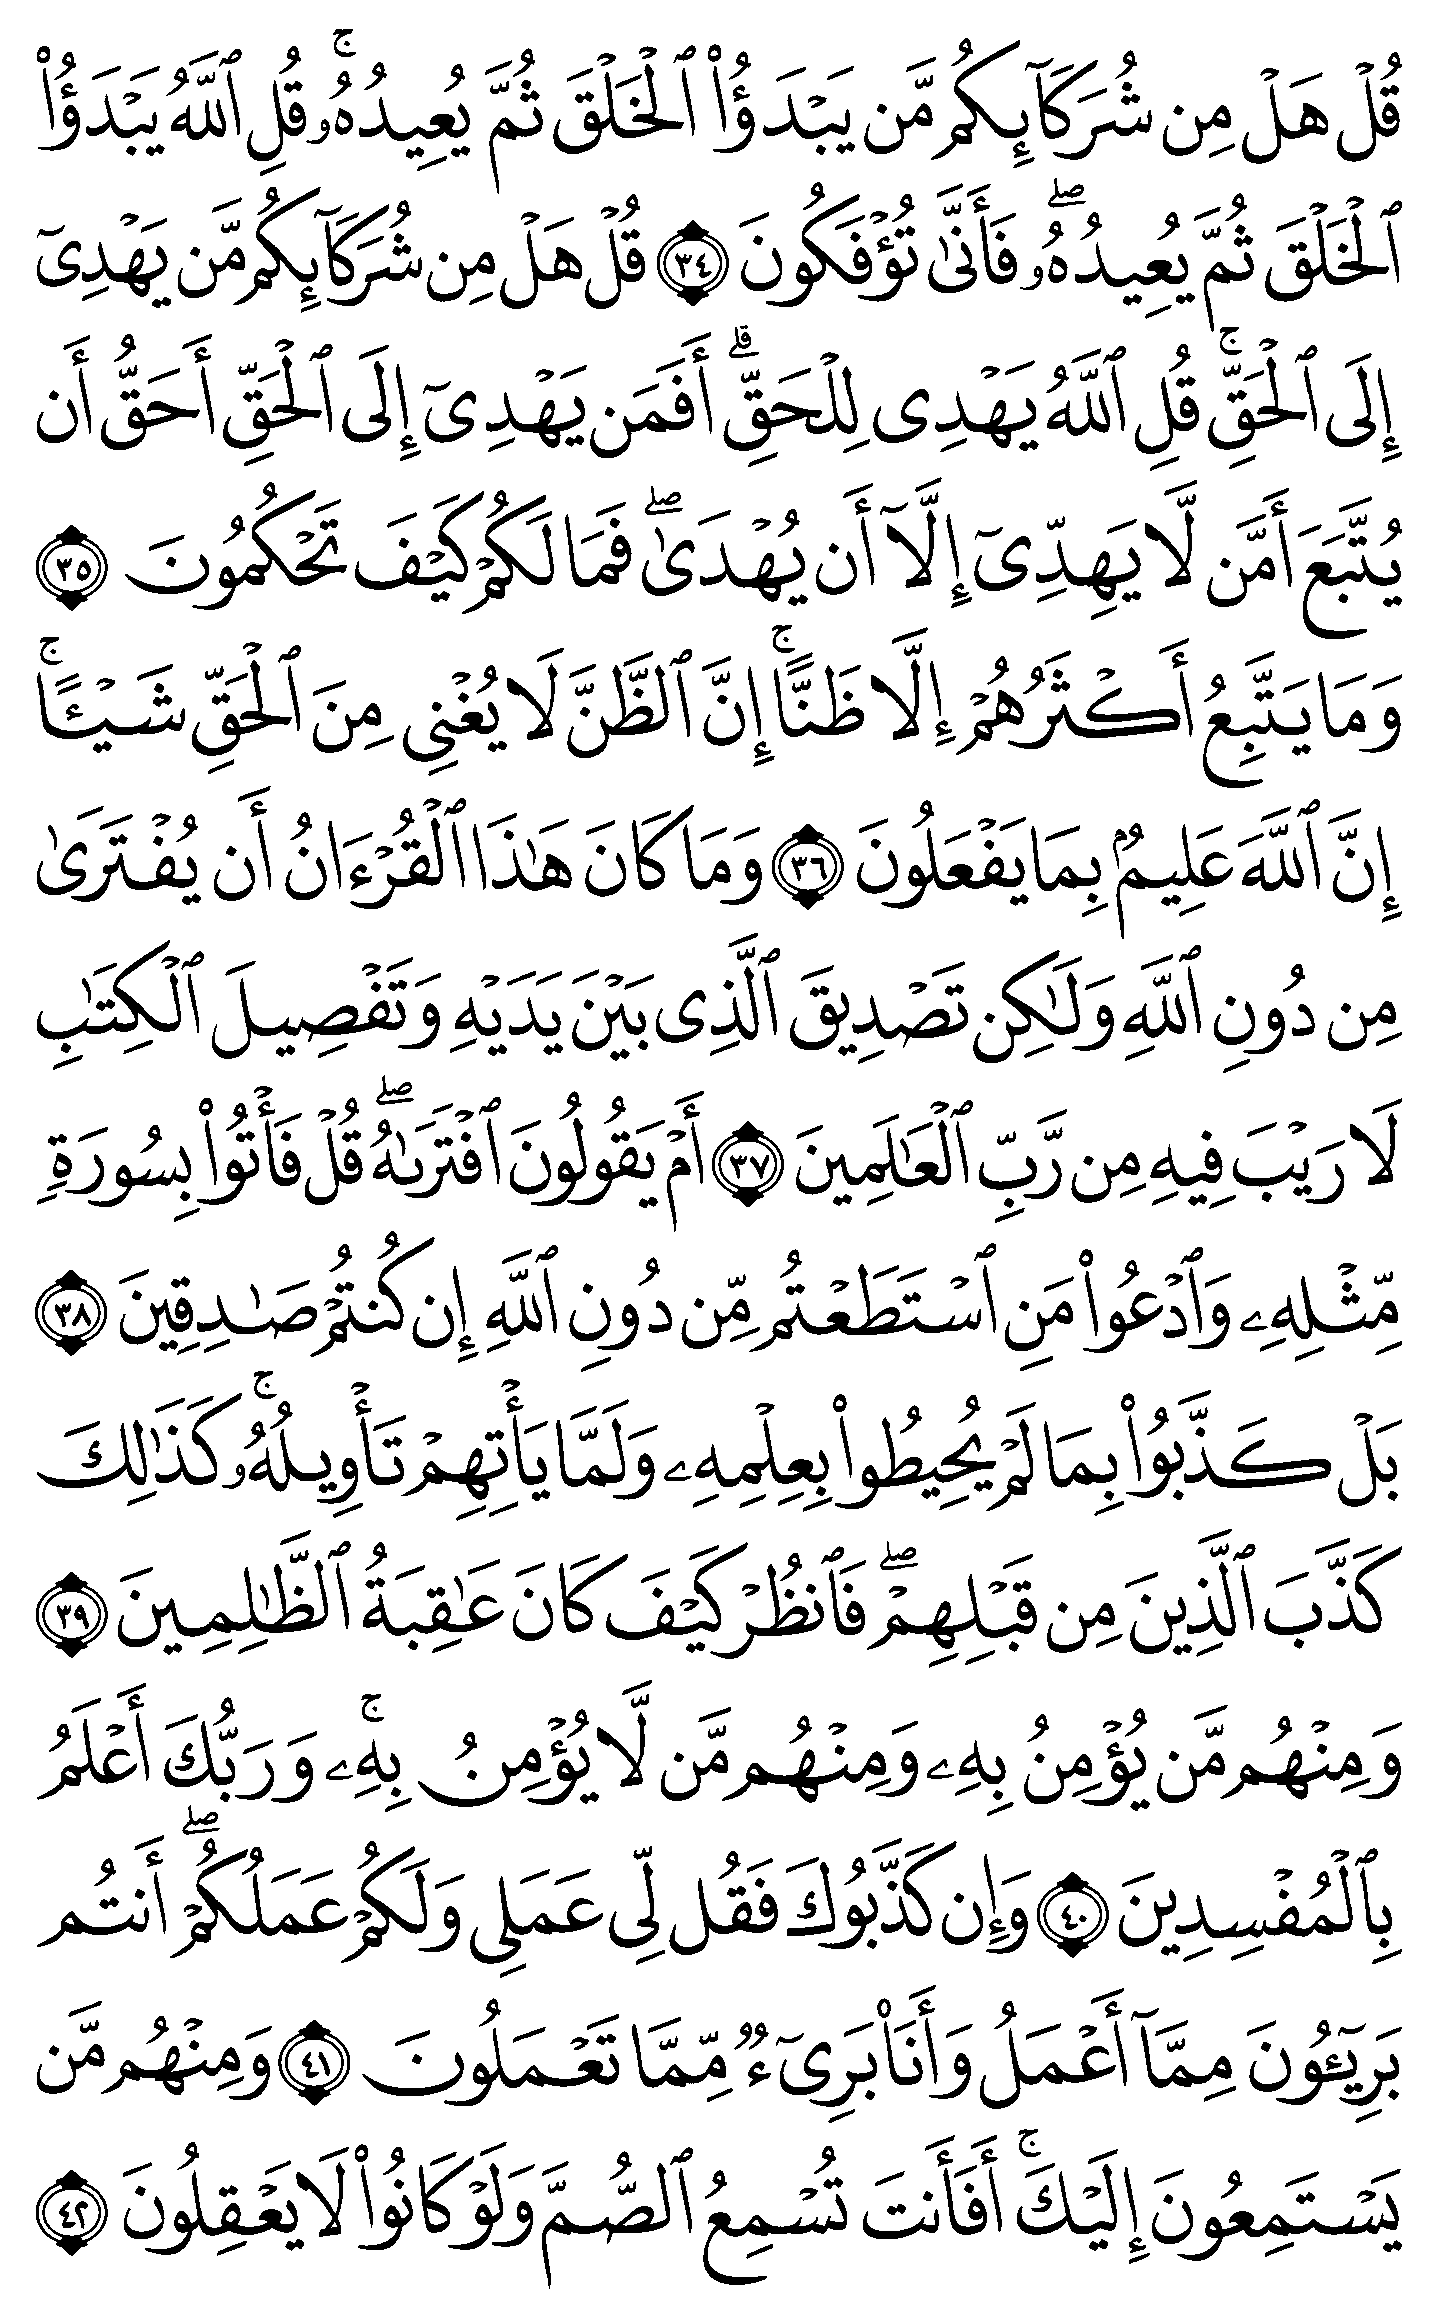 قُلۡ هَلۡ مِن شُرَكَآئِكُم مَّن يَبۡدَؤُاْ ٱلۡخَلۡقَ ثُمَّ يُعِيدُهُۥۚ قُلِ ٱللَّهُ يَبۡدَؤُاْ
ٱلۡخَلۡقَ ثُمَّ يُعِيدُهُۥۖ فَأَنَّىٰ تُؤۡفَكُونَ ٣٤ قُلۡ هَلۡ مِن شُرَكَآئِكُم مَّن يَهۡدِيٓ
إِلَى ٱلۡحَقِّۚ قُلِ ٱللَّهُ يَهۡدِي لِلۡحَقِّۗ أَفَمَن يَهۡدِيٓ إِلَى ٱلۡحَقِّ أَحَقُّ أَن
يُتَّبَعَ أَمَّن لَّا يَهِدِّيٓ إِلَّآ أَن يُهۡدَىٰۖ فَمَا لَكُمۡ كَيۡفَ تَحۡكُمُونَ ٣٥
وَمَا يَتَّبِعُ أَكۡثَرُهُمۡ إِلَّا ظَنًّاۚ إِنَّ ٱلظَّنَّ لَا يُغۡنِي مِنَ ٱلۡحَقِّ شَيۡـًٔاۚ
إِنَّ ٱللَّهَ عَلِيمُۢ بِمَا يَفۡعَلُونَ ٣٦ وَمَا كَانَ هَٰذَا ٱلۡقُرۡءَانُ أَن يُفۡتَرَىٰ
مِن دُونِ ٱللَّهِ وَلَٰكِن تَصۡدِيقَ ٱلَّذِي بَيۡنَ يَدَيۡهِ وَتَفۡصِيلَ ٱلۡكِتَٰبِ
لَا رَيۡبَ فِيهِ مِن رَّبِّ ٱلۡعَٰلَمِينَ ٣٧ أَمۡ يَقُولُونَ ٱفۡتَرَىٰهُۖ قُلۡ فَأۡتُواْ بِسُورَةٖ
مِّثۡلِهِۦ وَٱدۡعُواْ مَنِ ٱسۡتَطَعۡتُم مِّن دُونِ ٱللَّهِ إِن كُنتُمۡ صَٰدِقِينَ ٣٨
بَلۡ كَذَّبُواْ بِمَا لَمۡ يُحِيطُواْ بِعِلۡمِهِۦ وَلَمَّا يَأۡتِهِمۡ تَأۡوِيلُهُۥۚ كَذَٰلِكَ
كَذَّبَ ٱلَّذِينَ مِن قَبۡلِهِمۡۖ فَٱنظُرۡ كَيۡفَ كَانَ عَٰقِبَةُ ٱلظَّٰلِمِينَ ٣٩
وَمِنۡهُم مَّن يُؤۡمِنُ بِهِۦ وَمِنۡهُم مَّن لَّا يُؤۡمِنُ بِهِۦۚ وَرَبُّكَ أَعۡلَمُ
بِٱلۡمُفۡسِدِينَ ٤٠ وَإِن كَذَّبُوكَ فَقُل لِّي عَمَلِي وَلَكُمۡ عَمَلُكُمۡۖ أَنتُم
بَرِيٓـُٔونَ مِمَّآ أَعۡمَلُ وَأَنَا۠ بَرِيٓءٞ مِّمَّا تَعۡمَلُونَ ٤١ وَمِنۡهُم مَّن
يَسۡتَمِعُونَ إِلَيۡكَۚ أَفَأَنتَ تُسۡمِعُ ٱلصُّمَّ وَلَوۡ كَانُواْ لَا يَعۡقِلُونَ ٤٢